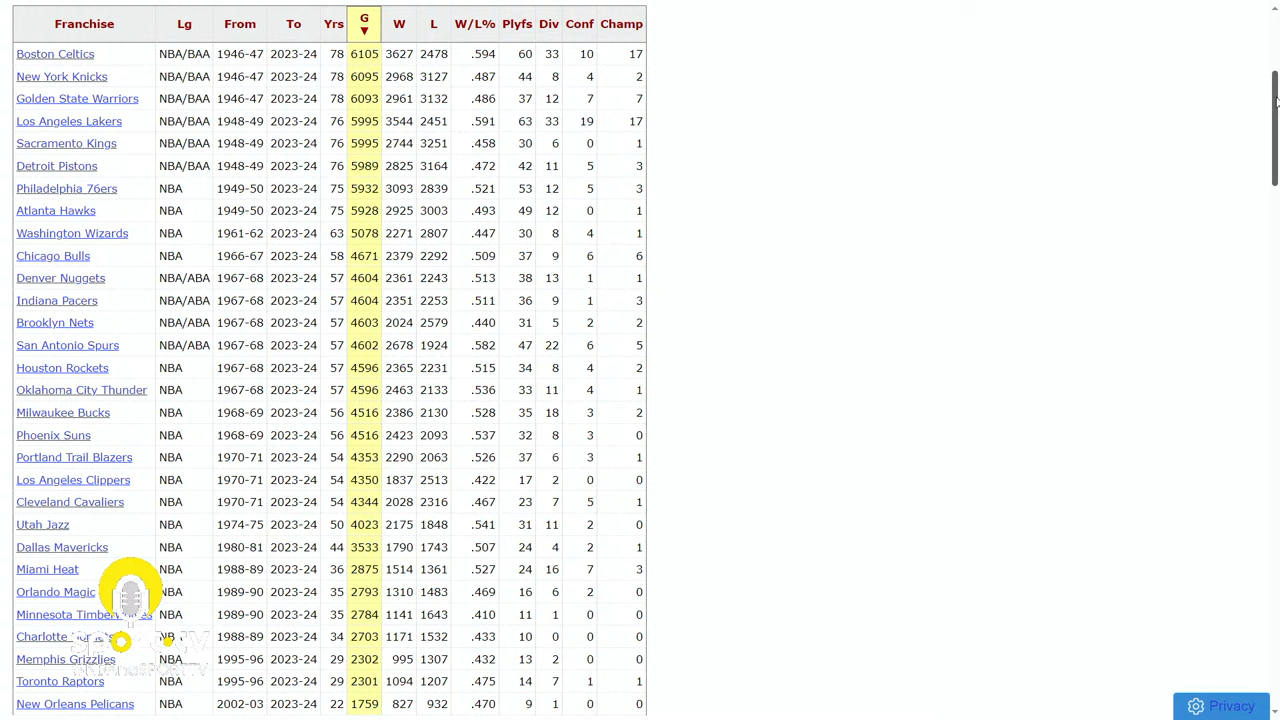 Franchise Lg From To Yrs G W L W/L% Plyfs Div Conf Champ
▼
Boston Celtics NBA/BAA 1946-47 2023-24 78 6105 3627 2478 .594 60 33 10 17
New York Knicks NBA/BAA 1946-47 2023-24 78 6095 2968 3127 .487 44 8 4 2
Golden State Warriors NBA/BAA 1946-47 2023-24 78 6093 2961 3132 .486 37 12 7 7
Los Angeles Lakers NBA/BAA 1948-49 2023-24 76 5995 3544 2451 .591 63 33 19 17
Sacramento Kings NBA/BAA 1948-49 2023-24 76 5995 2744 3251 .458 30 6 0 1
Detroit Pistons NBA/BAA 1948-49 2023-24 76 5989 2825 3164 .472 42 11 5 3
Philadelphia 76ers NBA 1949-50 2023-24 75 5932 3093 2839 .521 53 12 5 3
Atlanta Hawks NBA 1949-50 2023-24 75 5928 2925 3003 .493 49 12 0 1
Washington Wizards NBA 1961-62 2023-24 63 5078 2271 2807 .447 30 8 4 1
Chicago Bulls NBA 1966-67 2023-24 58 4671 2379 2292 .509 37 9 6 6
Denver Nuggets NBA/ABA 1967-68 2023-24 57 4604 2361 2243 .513 38 13 1 1
Indiana Pacers NBA/ABA 1967-68 2023-24 57 4604 2351 2253 .511 36 9 1 3
Brooklyn Nets NBA/ABA 1967-68 2023-24 57 4603 2024 2579 .440 31 5 2 2
San Antonio Spurs NBA/ABA 1967-68 2023-24 57 4602 2678 1924 .582 47 22 6 5
Houston Rockets NBA 1967-68 2023-24 57 4596 2365 2231 .515 34 8 4 2
Oklahoma City Thunder NBA 1967-68 2023-24 57 4596 2463 2133 .536 33 11 4 1
Milwaukee Bucks NBA 1968-69 2023-24 56 4516 2386 2130 .528 35 18 3 2
Phoenix Suns NBA 1968-69 2023-24 56 4516 2423 2093 .537 32 8 3 0
Portland Trail Blazers NBA 1970-71 2023-24 54 4353 2290 2063 .526 37 6 3 1
Los Angeles Clippers NBA 1970-71 2023-24 54 4350 1837 2513 .422 17 2 0 0
Cleveland Cavaliers NBA 1970-71 2023-24 54 4344 2028 2316 .467 23 7 5 1
Utah Jazz NBA 1974-75 2023-24 50 4023 2175 1848 .541 31 11 2 0
Dallas Mavericks NBA 1980-81 2023-24 44 3533 1790 1743 .507 24 4 2 1
Miami Heat NBA 1988-89 2023-24 36 2875 1514 1361 .527 24 16 7 3
Orlando Magic NBA 1989-90 2023-24 35 2793 1310 1483 .469 16 6 2 0
Minnesota NBA 1989-90 2023-24 35 2784 1141 1643 .410 11 1 0 0
Charlotte NBA 1988-89 2023-24 34 2703 1171 1532 .433 10 0 0 0
Memphis Grizzlies NBA 1995-96 2023-24 29 2302 995 1307 .432 13 2 0 0
Toronto Raptors NBA 1995-96 2023-24 29 2301 1094 1207 .475 14 7 1 1
New Orleans Pelicans NBA 2002-03 2023-24 22 1759 827 932 .470 9 1 0 0
Privacy